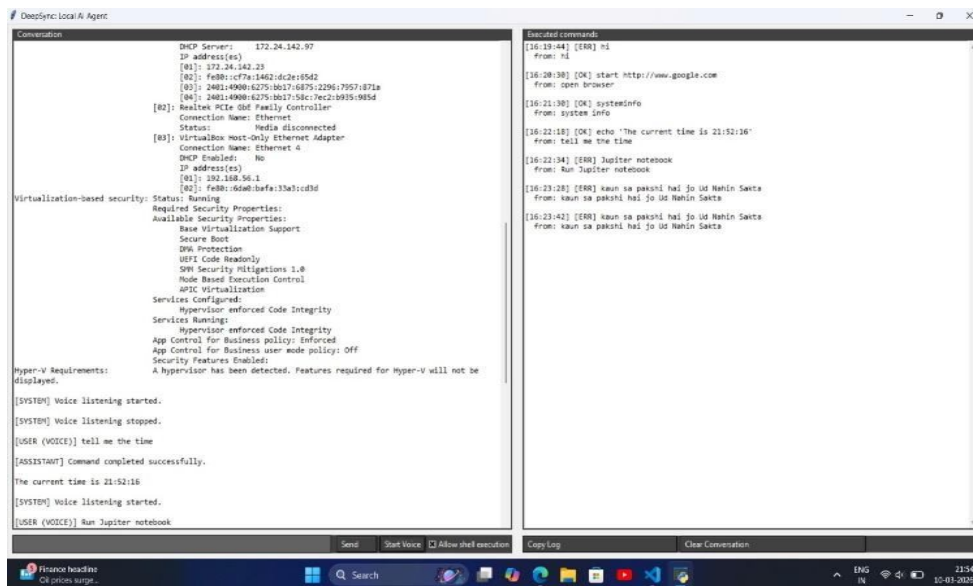 DeepSync: Local AI Agent
Conversation
DHCP Server: 172.24.142.97
IP address(es)
[01]: 172.24.142.23
[02]: fe80::cf7a:1462:dc2e:65d2
[03]: 2401:4900:6275:bb17:6875:2296:7957:871a
[04]: 2401:4900:6275:bb17:58c:7ec2:b935:985d
[02]: Realtek PCIe GbE Family Controller
Connection Name: Ethernet
Status: Media disconnected
[03]: VirtualBox Host-Only Ethernet Adapter
Connection Name: Ethernet 4
DHCP Enabled: No
IP address(es)
[01]: 192.168.56.1
[02]: fe80::6da0:bafa:33a3:cd3d
Virtualization-based security: Status: Running
Required Security Properties:
Available Security Properties:
Base Virtualization Support
Secure Boot
DMA Protection
UEFI Code Readonly
SMM Security Mitigations 1.0
Mode Based Execution Control
APIC Virtualization
Services Configured:
Hypervisor enforced Code Integrity
Services Running:
Hypervisor enforced Code Integrity
App Control for Business policy: Enforced
App Control for Business user mode policy: Off
Security Features Enabled:
Hyper-V Requirements: A hypervisor has been detected. Features required for Hyper-V will not be
displayed.
[SYSTEM] Voice listening started.
[SYSTEM] Voice listening stopped.
[USER (VOICE)] tell me the time
[ASSISTANT] Command completed successfully.
The current time is 21:52:16
[SYSTEM] Voice listening started.
[USER (VOICE)] Run Jupiter notebook
Send Start Voice Allow shell execution
Executed commands
[16:19:44] [ERR] hi
from: hi
[16:20:30] [OK] start http://www.google.com
from: open browser
[16:21:30] [OK] systeminfo
from: system info
[16:22:18] [OK] echo 'The current time is 21:52:16'
from: tell me the time
[16:22:34] [ERR] Jupiter notebook
from: Run Jupiter notebook
[16:23:28] [ERR] kaun sa pakshi hai jo Ud Nahin Sakta
from: kaun sa pakshi hai jo Ud Nahin Sakta
[16:23:42] [ERR] kaun sa pakshi hai jo Ud Nahin Sakta
from: kaun sa pakshi hai jo Ud Nahin Sakta
Copy Log Clear Conversation
Finance headline
Oil prices surge...
Search
ENG
IN
21:54
10-03-2026